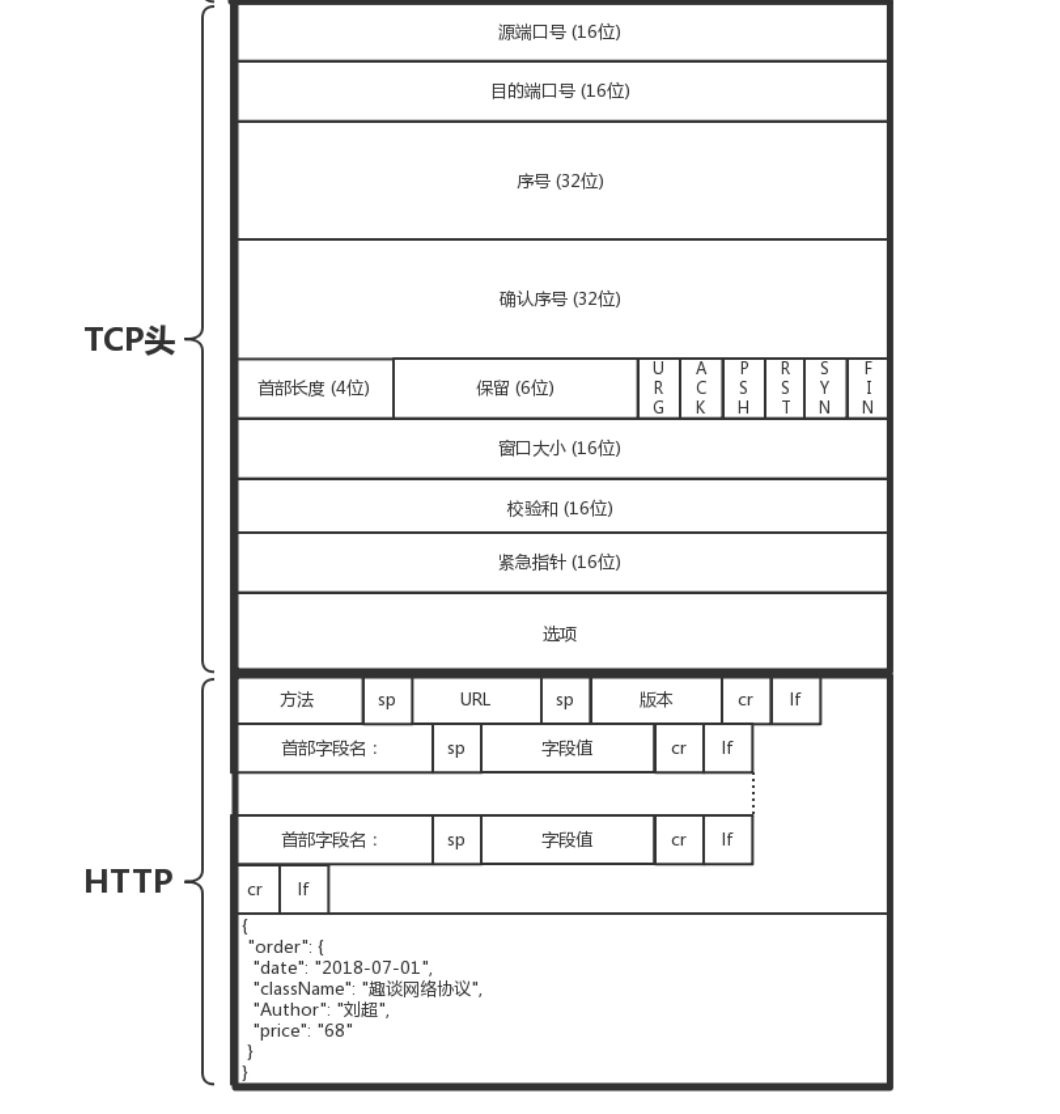 源端口号 (16位)
目的端口号 (16位)
序号 (32位)
确认序号 (32位)
TCP头
首部长度 (4位) 保留 (6位) URG ACK PSH RST SYN FIN
窗口大小 (16位)
校验和 (16位)
紧急指针 (16位)
选项
方法 sp URL sp 版本 cr lf
首部字段名： sp 字段值 cr lf
首部字段名： sp 字段值 cr lf
HTTP
cr lf
{
"order": {
"date": "2018-07-01",
"className": "趣谈网络协议",
"Author": "刘超",
"price": "68"
}
}